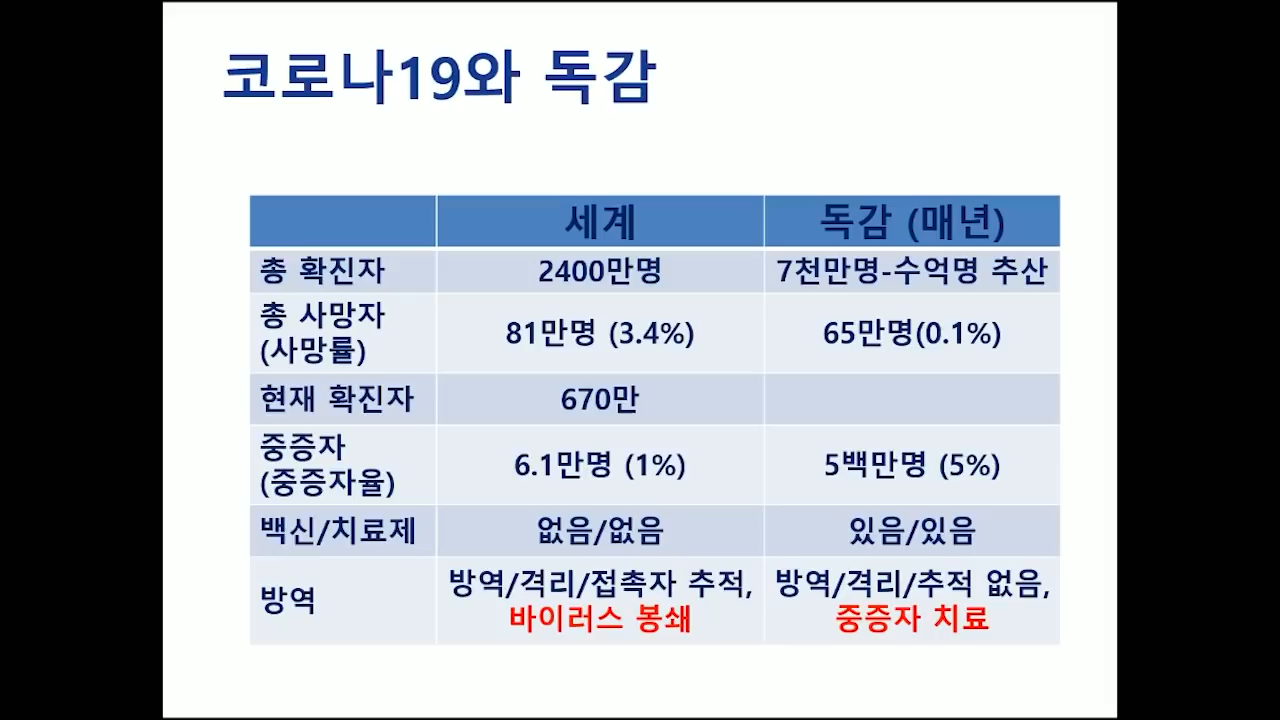 코로나19와 독감
세계 독감 (매년)
총 확진자 2400만명 7천만명-수억명 추산
총 사망자
(사망률) 81만명 (3.4%) 65만명(0.1%)
현재 확진자 670만
중증자
(중증자율) 6.1만명 (1%) 5백만명 (5%)
백신/치료제 없음/없음 있음/있음
방역 방역/격리/접촉자 추적, 방역/격리/추적 없음,
바이러스 봉쇄 중증자 치료